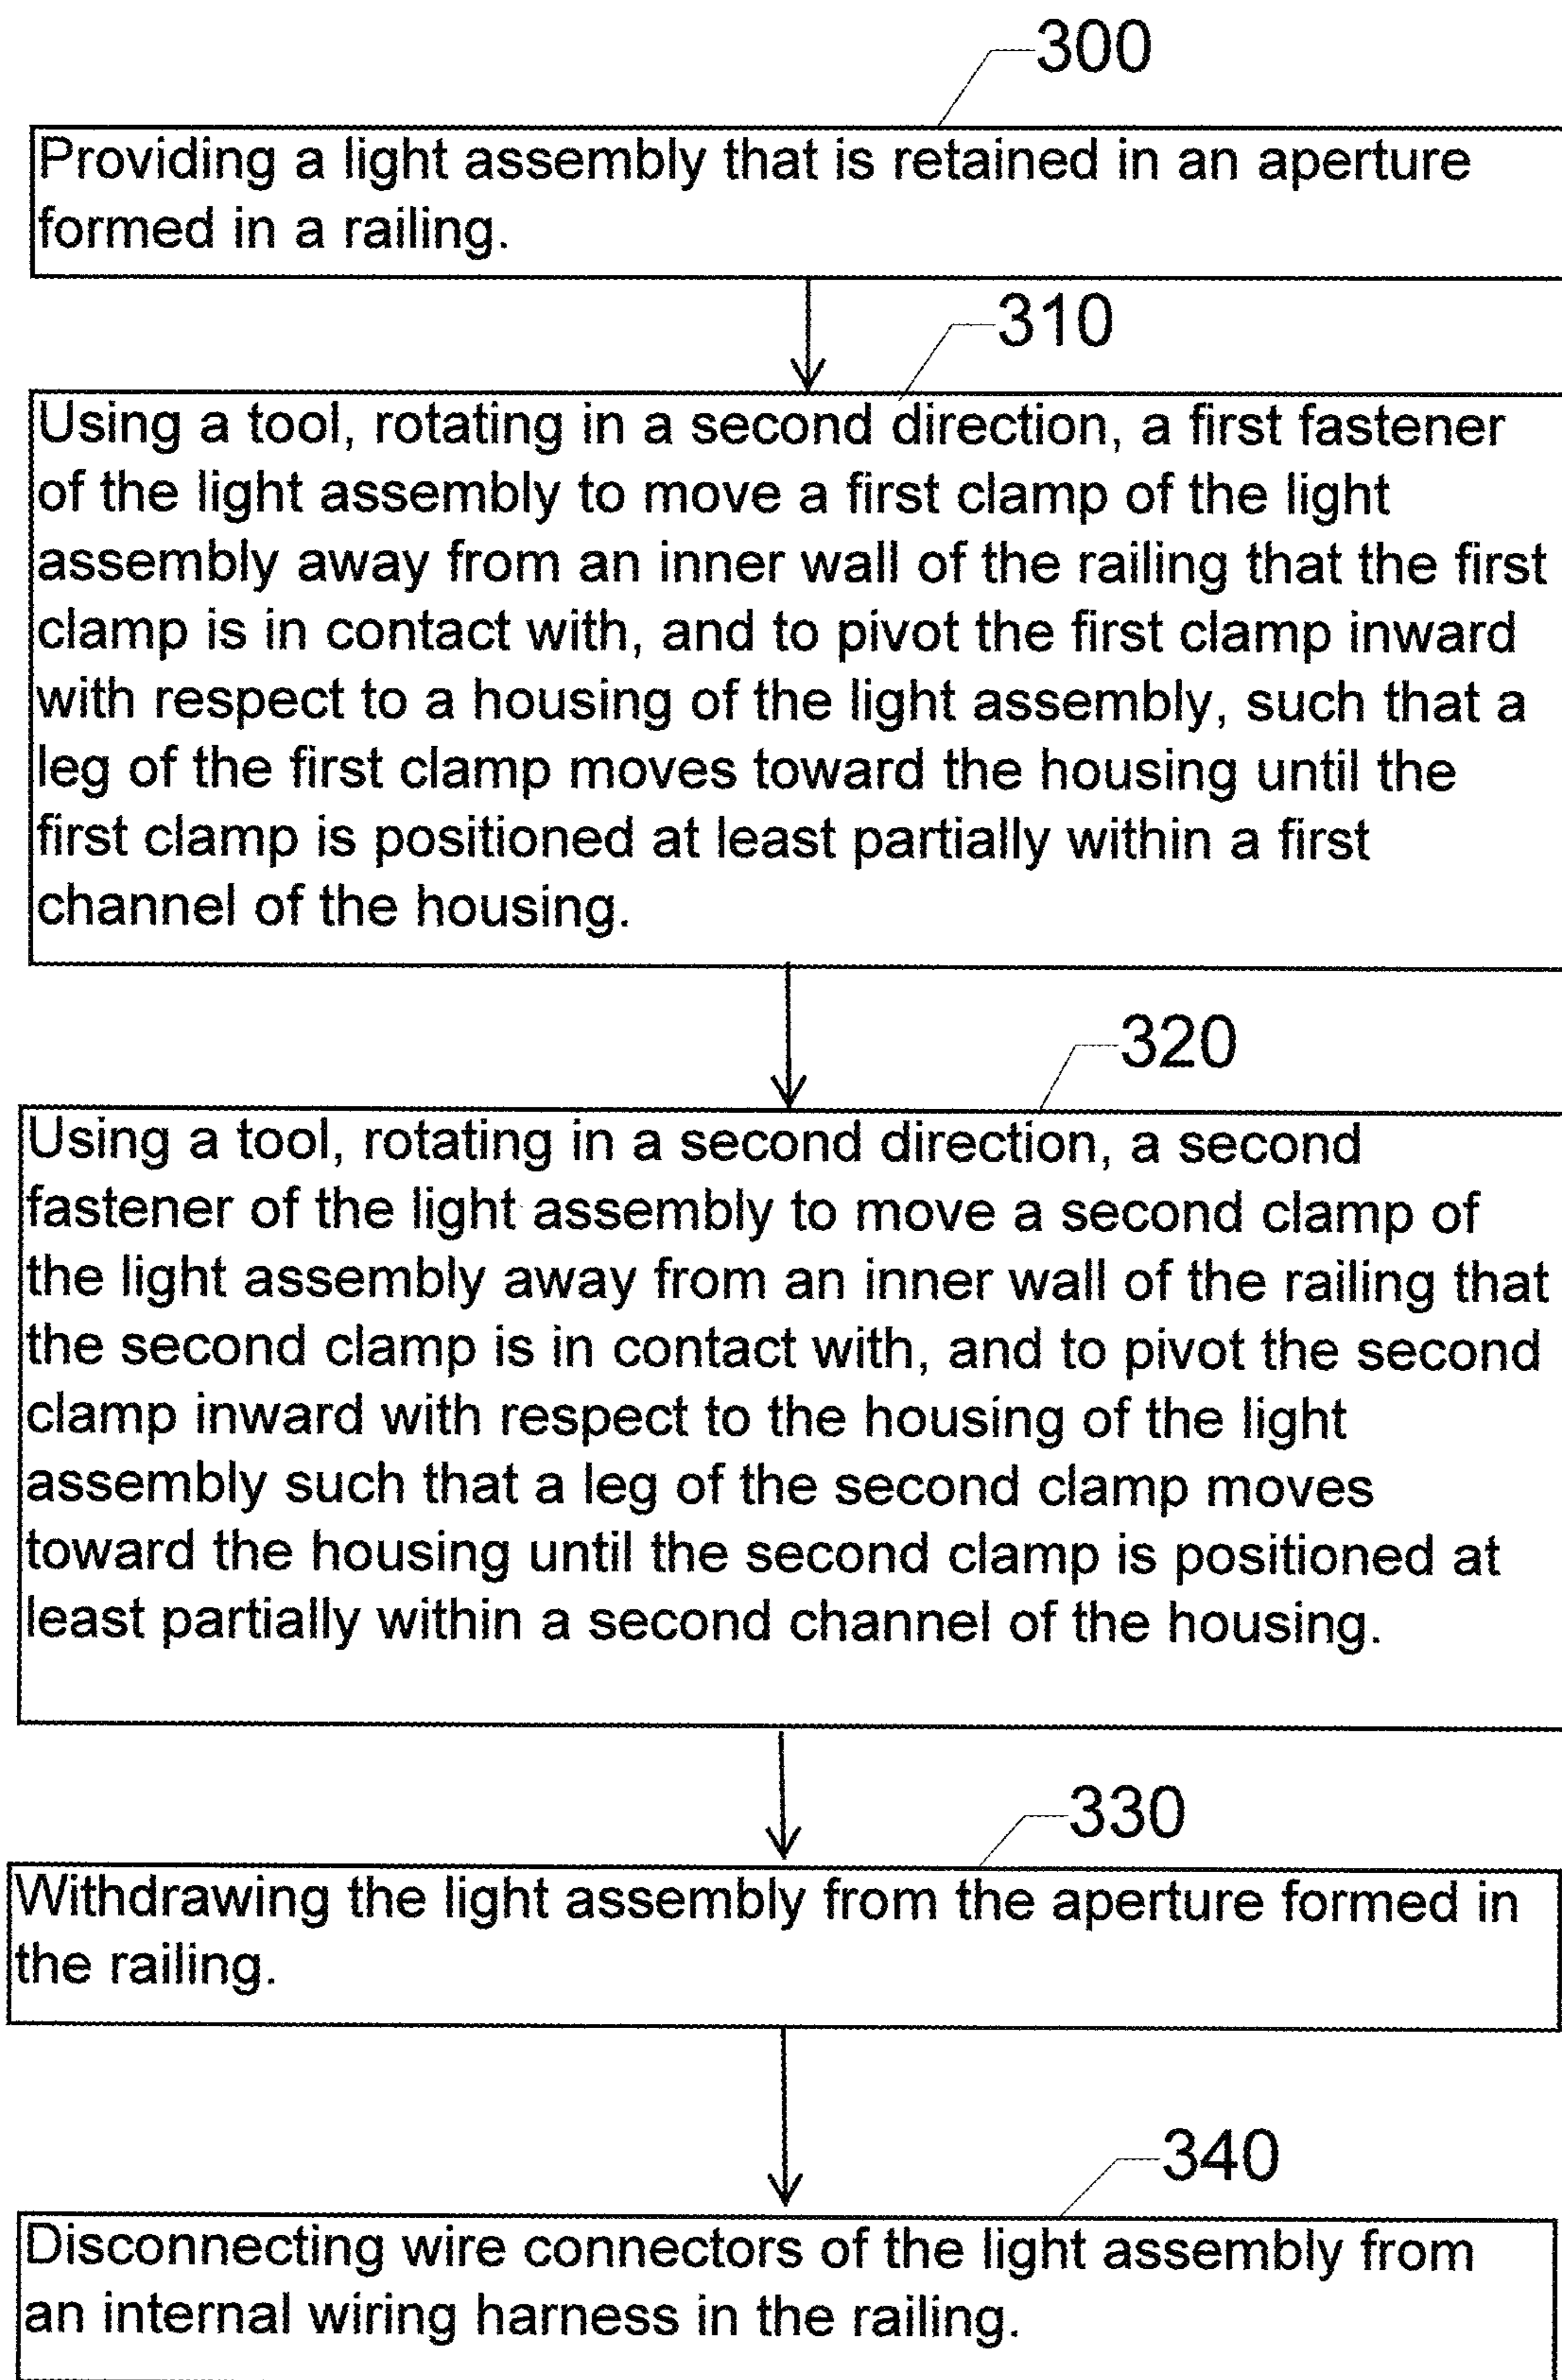 300
Providing a light assembly that is retained in an aperture
formed in a railing.
310
Using a tool, rotating in a second direction, a first fastener
of the light assembly to move a first clamp of the light
assembly away from an inner wall of the railing that the first
clamp is in contact with, and to pivot the first clamp inward
with respect to a housing of the light assembly, such that a
leg of the first clamp moves toward the housing until the
first clamp is positioned at least partially within a first
channel of the housing.
320
Using a tool, rotating in a second direction, a second
fastener of the light assembly to move a second clamp of
the light assembly away from an inner wall of the railing that
the second clamp is in contact with, and to pivot the second
clamp inward with respect to the housing of the light
assembly such that a leg of the second clamp moves
toward the housing until the second clamp is positioned at
least partially within a second channel of the housing.
330
Withdrawing the light assembly from the aperture formed in
the railing.
340
Disconnecting wire connectors of the light assembly from
an internal wiring harness in the railing.